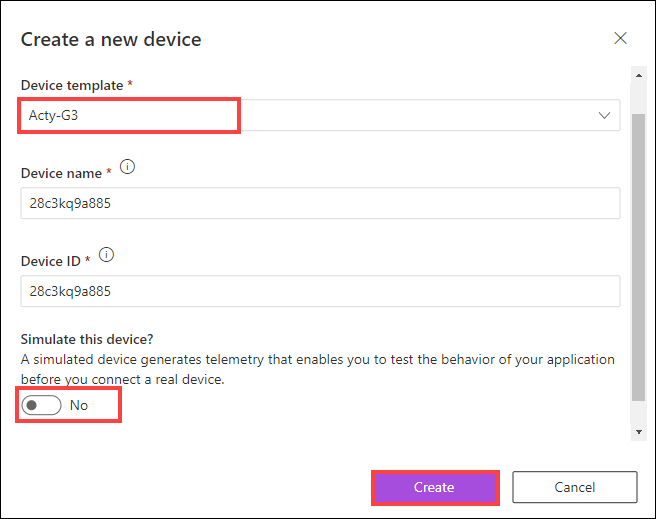 Create a new device
Device template *
Acty-G3
Device name *
28c3kq9a885
Device ID *
28c3kq9a885
Simulate this device?
A simulated device generates telemetry that enables you to test the behavior of your application
before you connect a real device.
No
Create
Cancel